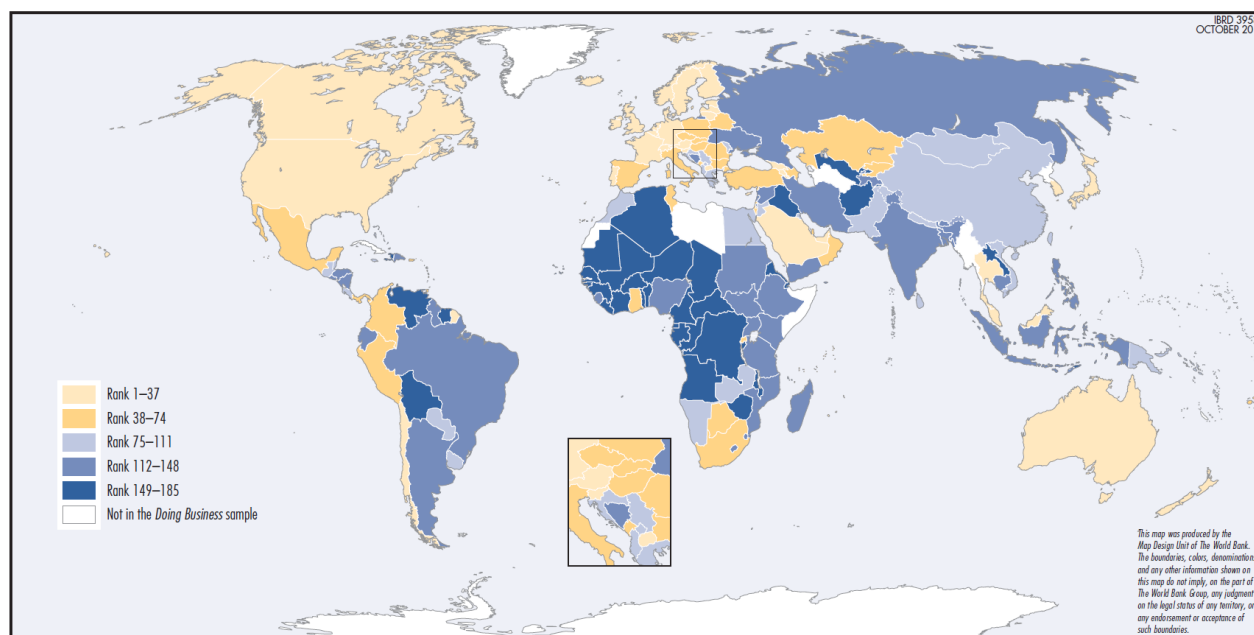 IBRD 395
OCTOBER 20
Rank 1–37
Rank 38–74
Rank 75–111
Rank 112–148
Rank 149–185
Not in the Doing Business sample
This map was produced by the
Map Design Unit of The World Bank.
The boundaries, colors, denomination
and any other information shown on
this map do not imply, on the part of
The World Bank Group, any judgment
on the legal status of any territory, o
any endorsement or acceptance of
such boundaries.